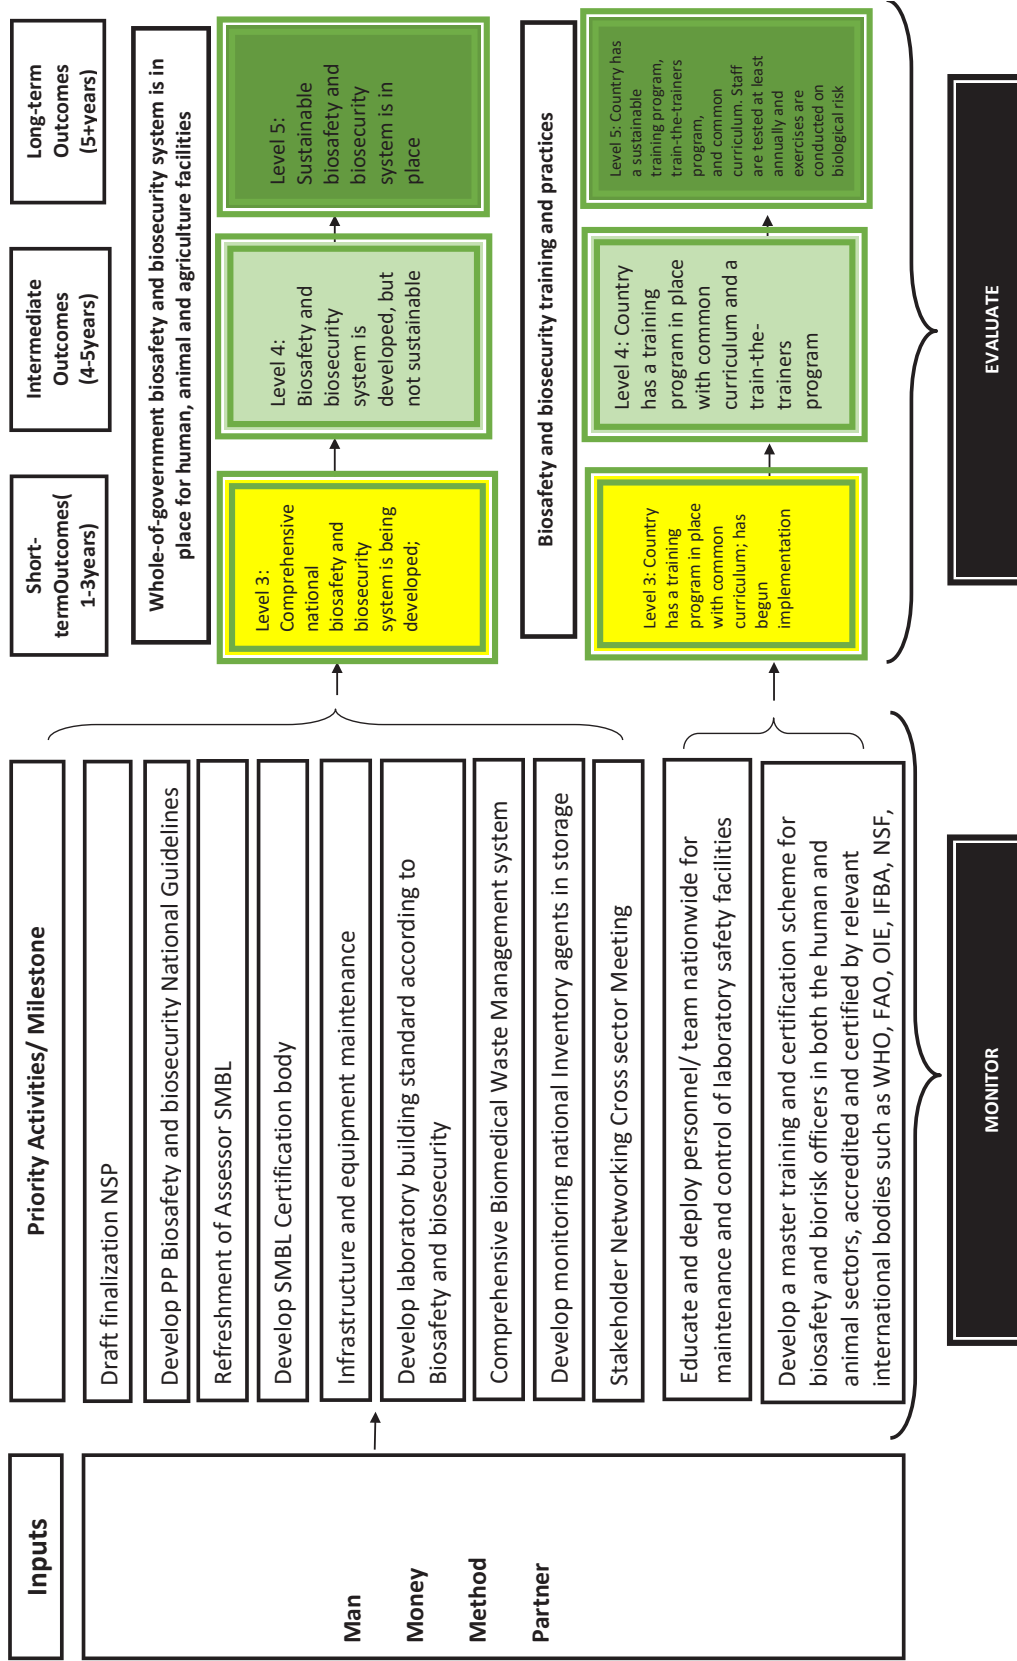 Inputs
Man
Money
Method
Partner
Priority Activities/ Milestone
Draft finalization NSP
Develop PP Biosafety and biosecurity National Guidelines
Refreshment of Assessor SMBL
Develop SMBL Certification body
Infrastructure and equipment maintenance
Develop laboratory building standard according to
Biosafety and biosecurity
Comprehensive Biomedical Waste Management system
Develop monitoring national Inventory agents in storage
Stakeholder Networking Cross sector Meeting
Educate and deploy personnel/ team nationwide for
maintenance and control of laboratory safety facilities
Develop a master training and certification scheme for
biosafety and biorisk officers in both the human and
animal sectors, accredited and certified by relevant
international bodies such as WHO, FAO, OIE, IFBA, NSF,
Short-
termOutcomes(
1-3years)
Intermediate
Outcomes
(4-5years)
Long-term
Outcomes
(5+years)
Whole-of-government biosafety and biosecurity system is in
place for human, animal and agriculture facilities
Level 3:
Comprehensive
national
biosafety and
biosecurity
system is being
developed;
Level 4:
Biosafety and
biosecurity
system is
developed, but
not sustainable
Level 5:
Sustainable
biosafety and
biosecurity
system is in
place
Biosafety and biosecurity training and practices
Level 3: Country
has a training
program in place
with common
curriculum; has
begun
implementation
Level 4: Country
has a training
program in place
with common
curriculum and a
train-the-
trainers
program
Level 5: Country has
a sustainable
training program,
train-the-trainers
program,
and common
curriculum. Staff
are tested at least
annually and
exercises are
conducted on
biological risk
MONITOR
EVALUATE